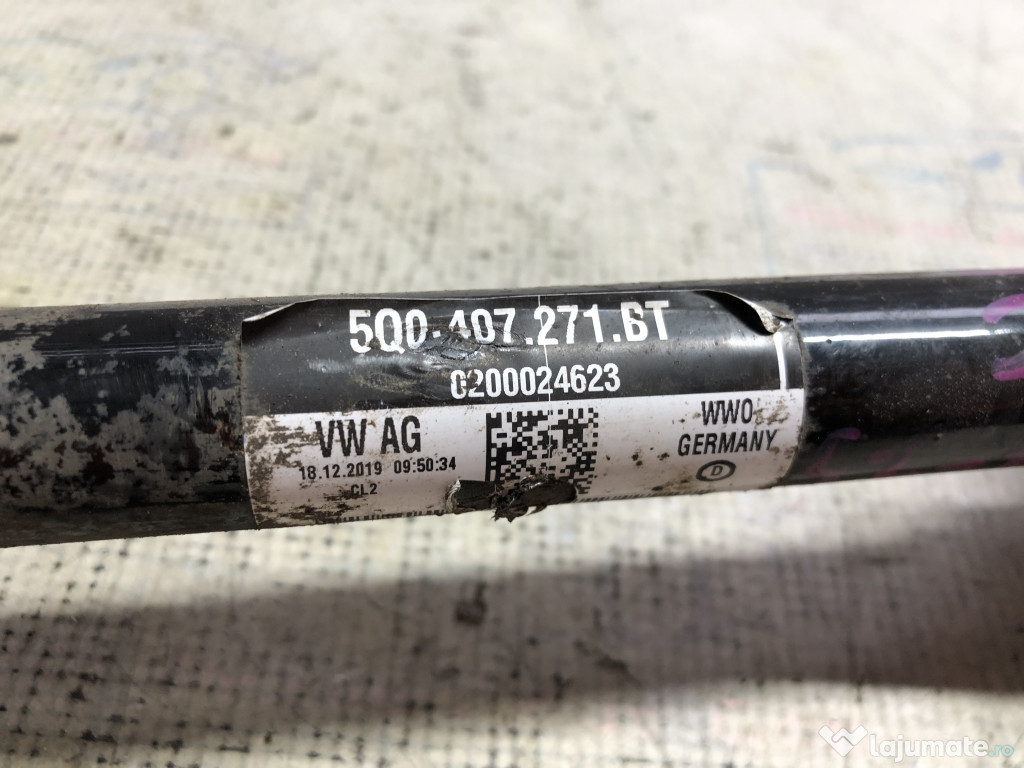 5Q0.407.271.BT
0200024623
VW AG
18.12.2019 09:50:34
CL2
WWO
GERMANY
D
lajumate.ro